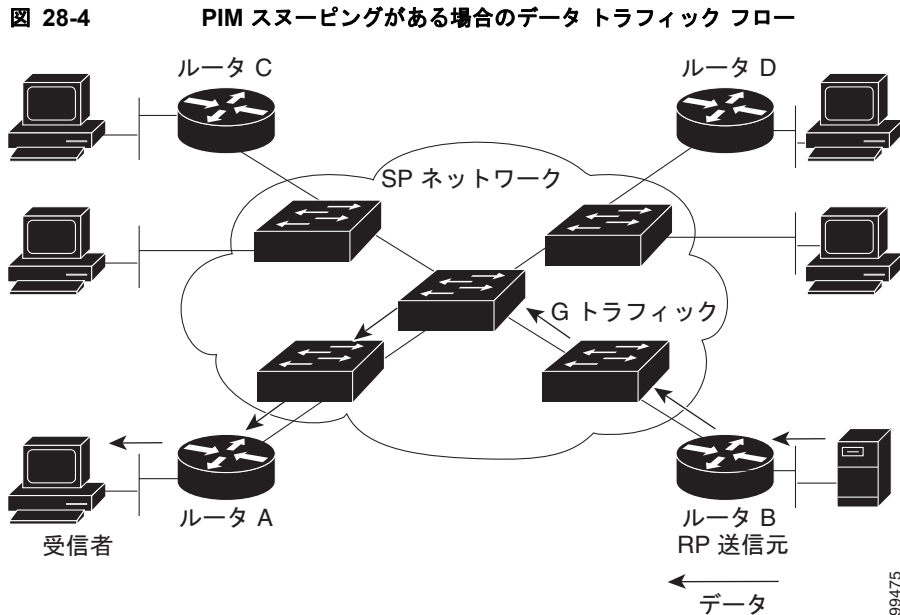 図 28-4 PIM スヌーピングがある場合のデータ トラフィック フロー
ルータ C
ルータ D
SP ネットワーク
G トラフィック
ルータ A
受信者
ルータ B
RP 送信元
データ
99475